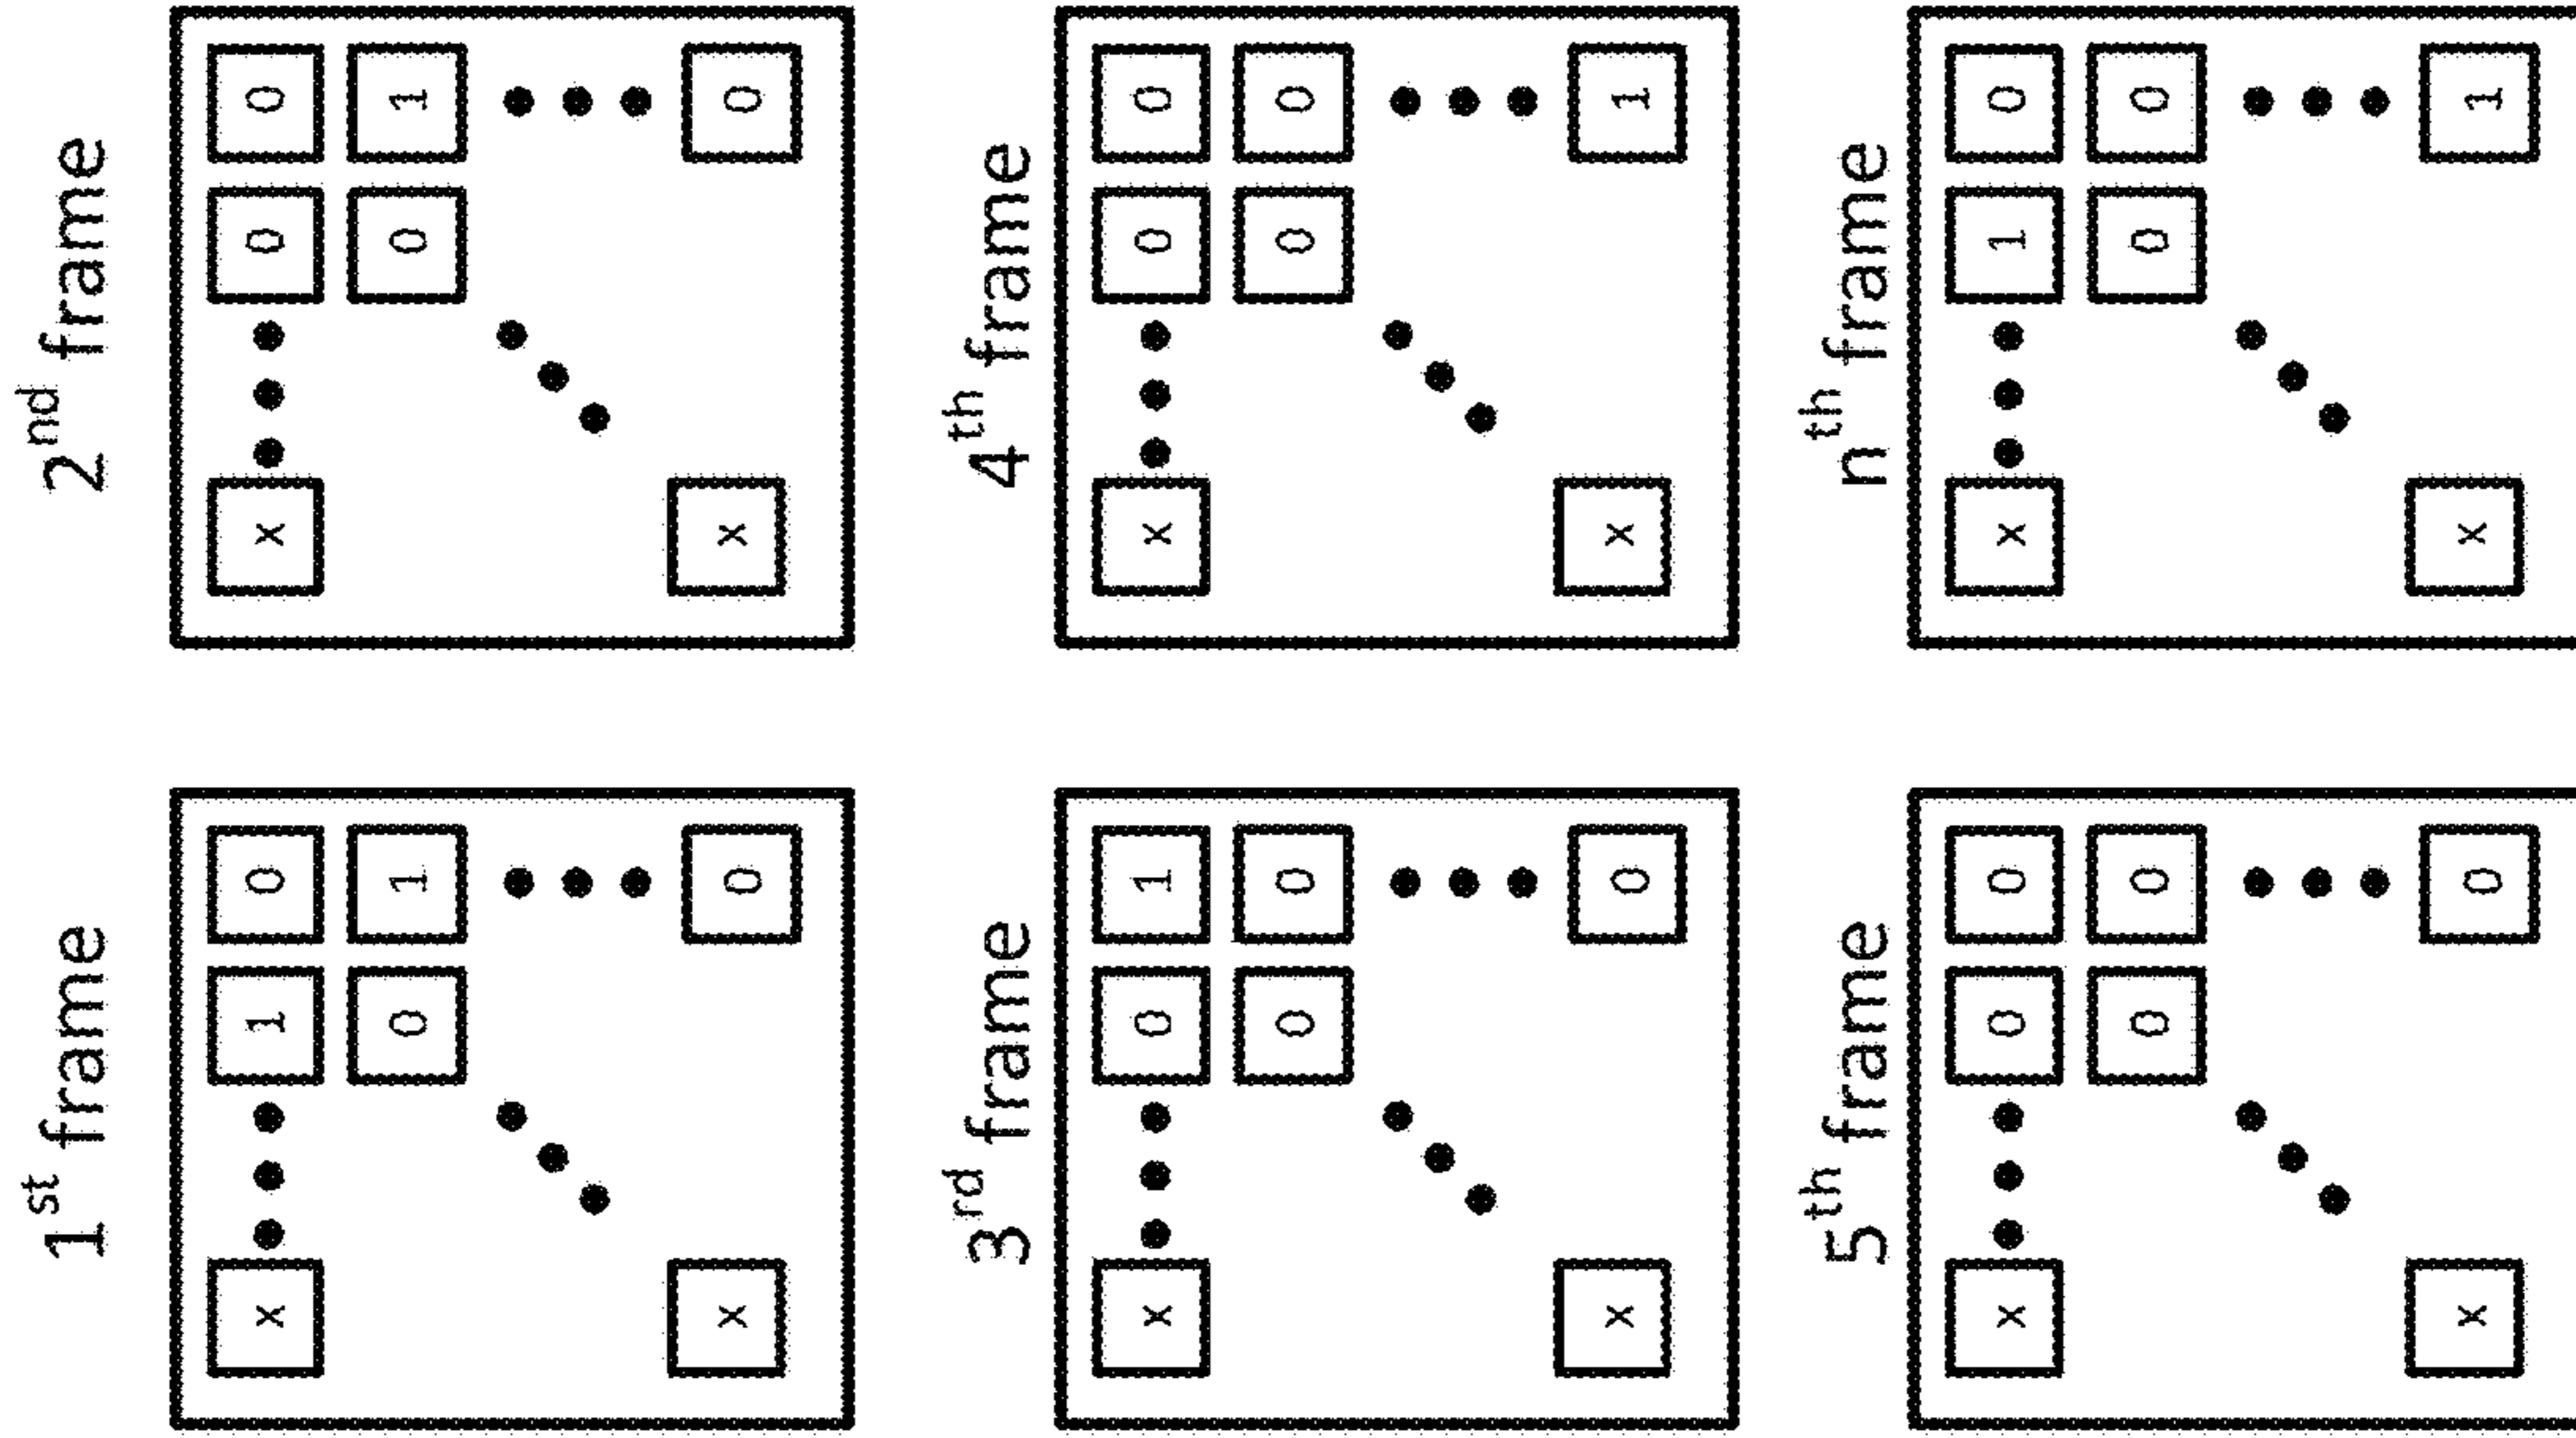 1st frame
x 1 0
0 1
x 0
2nd frame
x 0 0
0 1
x 0
3rd frame
x 0 1
0 0
x 0
4th frame
x 0 0
0 0
x 1
5th frame
x 0 0
0 0
x 0
nth frame
x 1 0
0 0
x 1